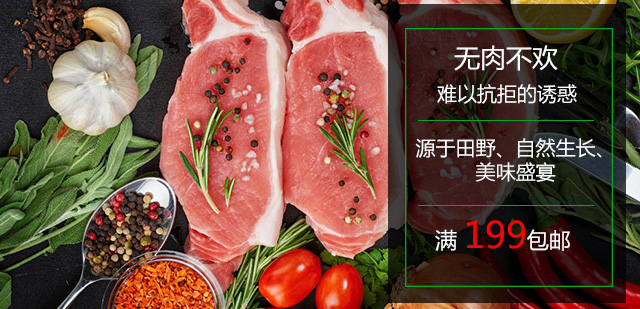 无肉不欢
难以抗拒的诱惑
源于田野、自然生长、
美味盛宴
满 199包邮